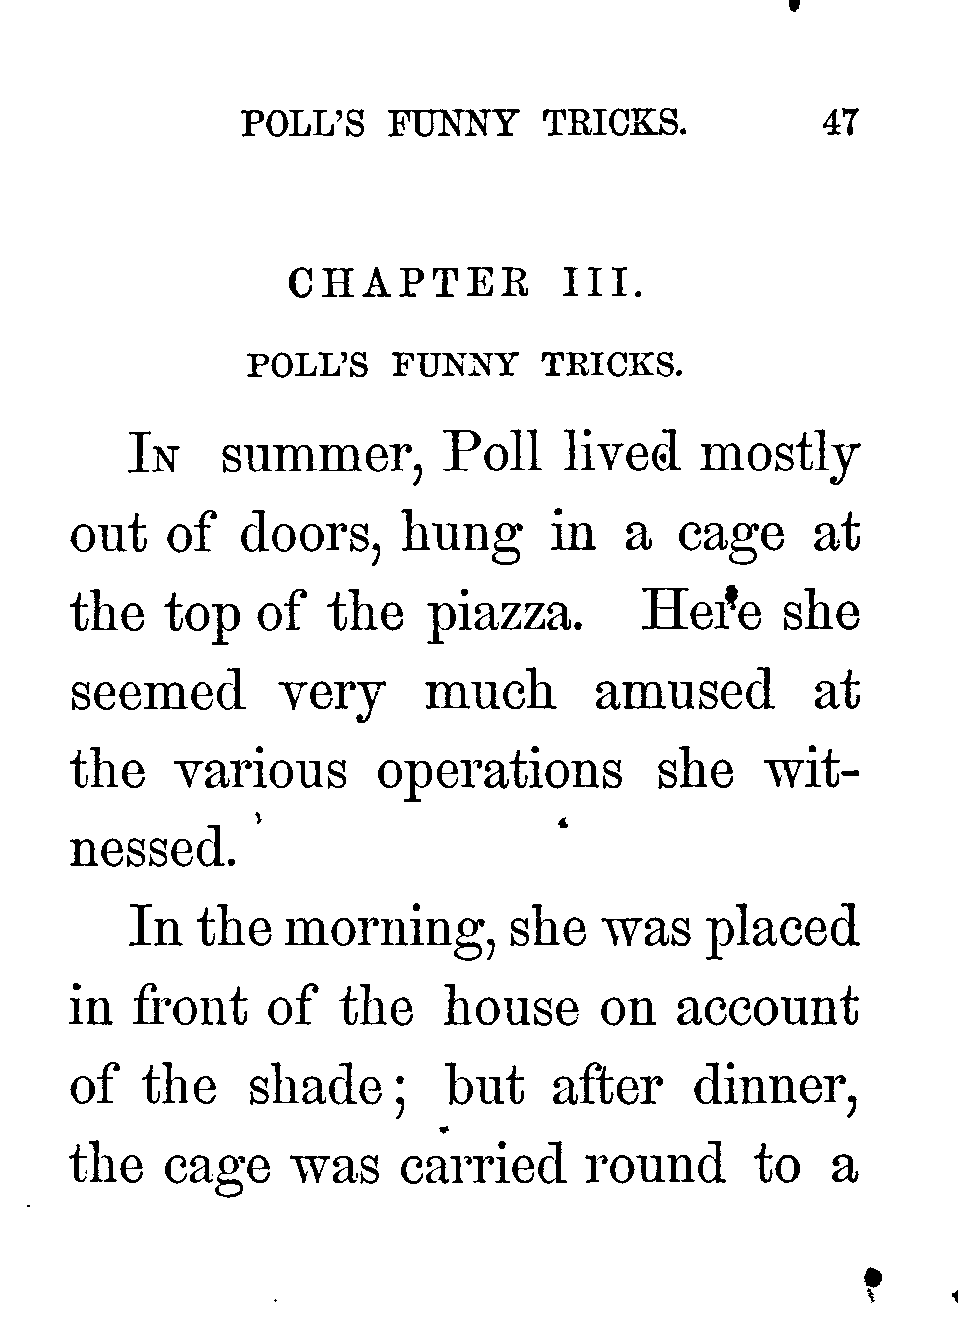 POLL'S FUNNY TRICKS. 47
CHAPTER III.
POLL'S FUNNY TRICKS.
In summer, Poll lived mostly
out of doors, hung in a cage at
the top of the piazza. Here she
seemed very much amused at
the various operations she wit-
nessed.
In the morning, she was placed
in front of the house on account
of the shade; but after dinner,
the cage was carried round to a